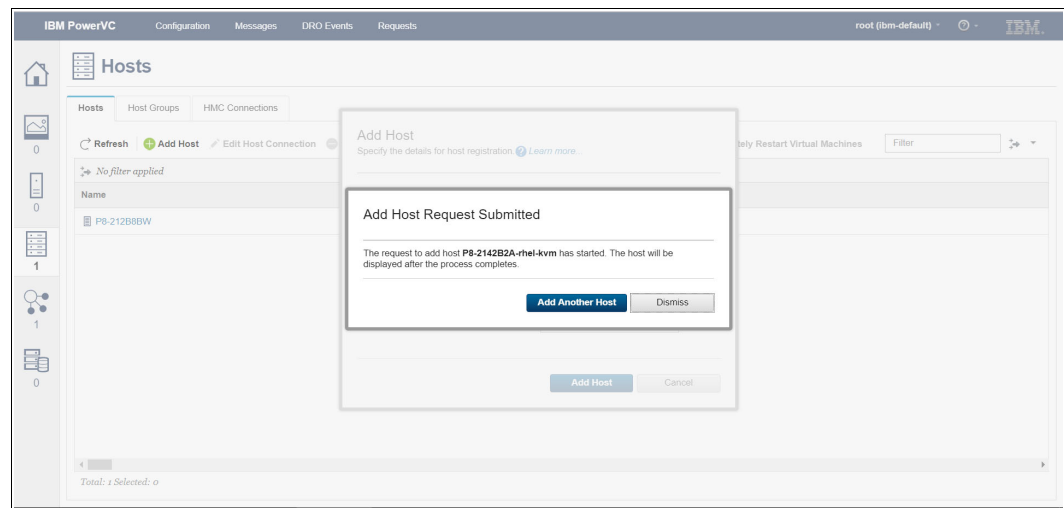 IBM PowerVC Configuration Messages DRO Events Requests root (ibm-default) IBM
Hosts
Hosts Host Groups HMC Connections
Refresh Add Host Edit Host Connection tely Restart Virtual Machines Filter
No filter applied
Name
P8-212B8BW
0
0
1
1
0
Add Host
Specify the details for host registration. ? Learn more...
Add Host Request Submitted
The request to add host P8-2142B2A-rhel-kvm has started. The host will be
displayed after the process completes.
Add Another Host Dismiss
Add Host Cancel
Total: 1 Selected: 0